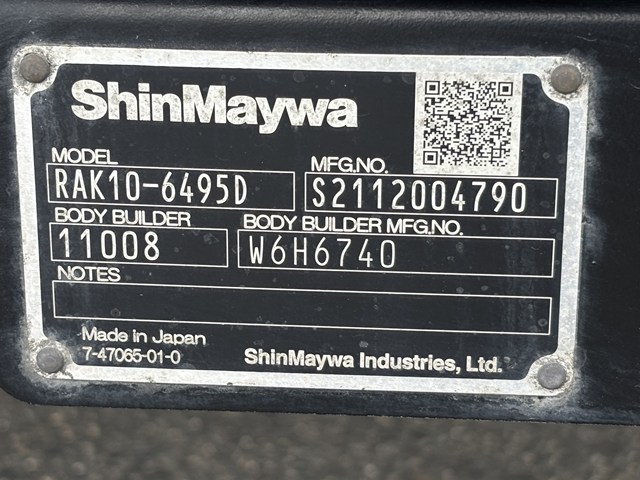 ShinMaywa
MODEL MFG.NO.
RAK10-6495D S2112004790
BODY BUILDER BODY BUILDER MFG.NO.
11008 W6H6740
NOTES
Made in Japan
7-47065-01-0 ShinMaywa Industries, Ltd.